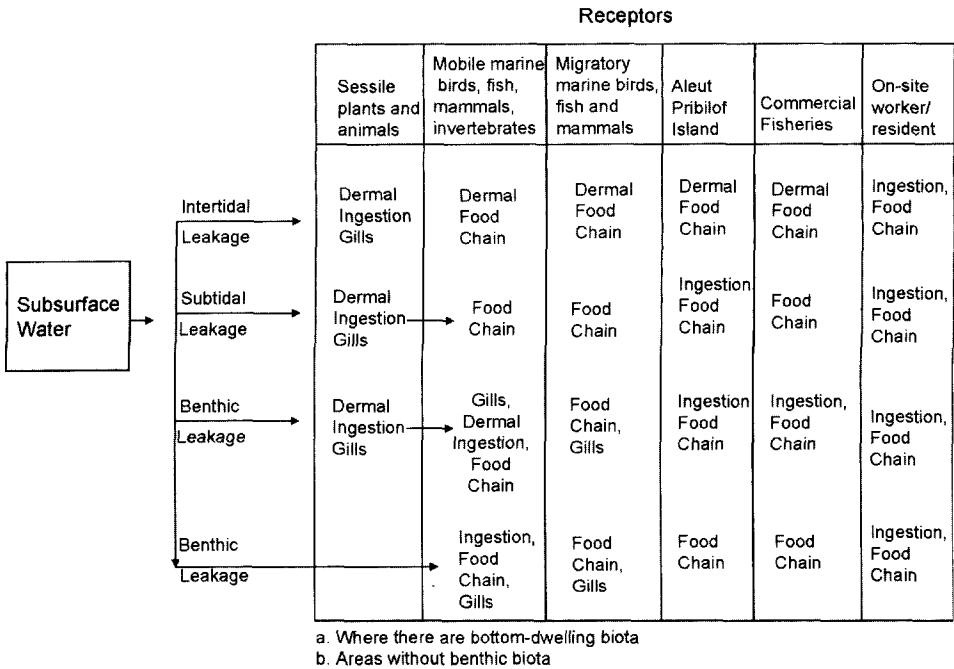 Receptors
Sessile
plants and
animals
Mobile marine
birds, fish,
mammals,
invertebrates
Migratory
marine birds,
fish and
mammals
Aleut
Pribilof
Island
Commercial
Fisheries
On-site
worker/
resident
Subsurface
Water
Intertidal
Leakage
Dermal
Ingestion
Gills
Dermal
Food
Chain
Dermal
Food
Chain
Dermal
Food
Chain
Dermal
Food
Chain
Ingestion,
Food
Chain
Subtidal
Leakage
Dermal
Ingestion
Gills
Food
Chain
Food
Chain
Ingestion
Food
Chain
Food
Chain
Ingestion,
Food
Chain
Benthic
Leakage
Dermal
Ingestion
Gills
Gills,
Dermal
Ingestion,
Food
Chain
Food
Chain,
Gills
Ingestion
Food
Chain
Ingestion,
Food
Chain
Ingestion,
Food
Chain
Benthic
Leakage
Ingestion,
Food
Chain,
Gills
Food
Chain,
Gills
Food
Chain
Food
Chain
Ingestion,
Food
Chain
a. Where there are bottom-dwelling biota
b. Areas without benthic biota